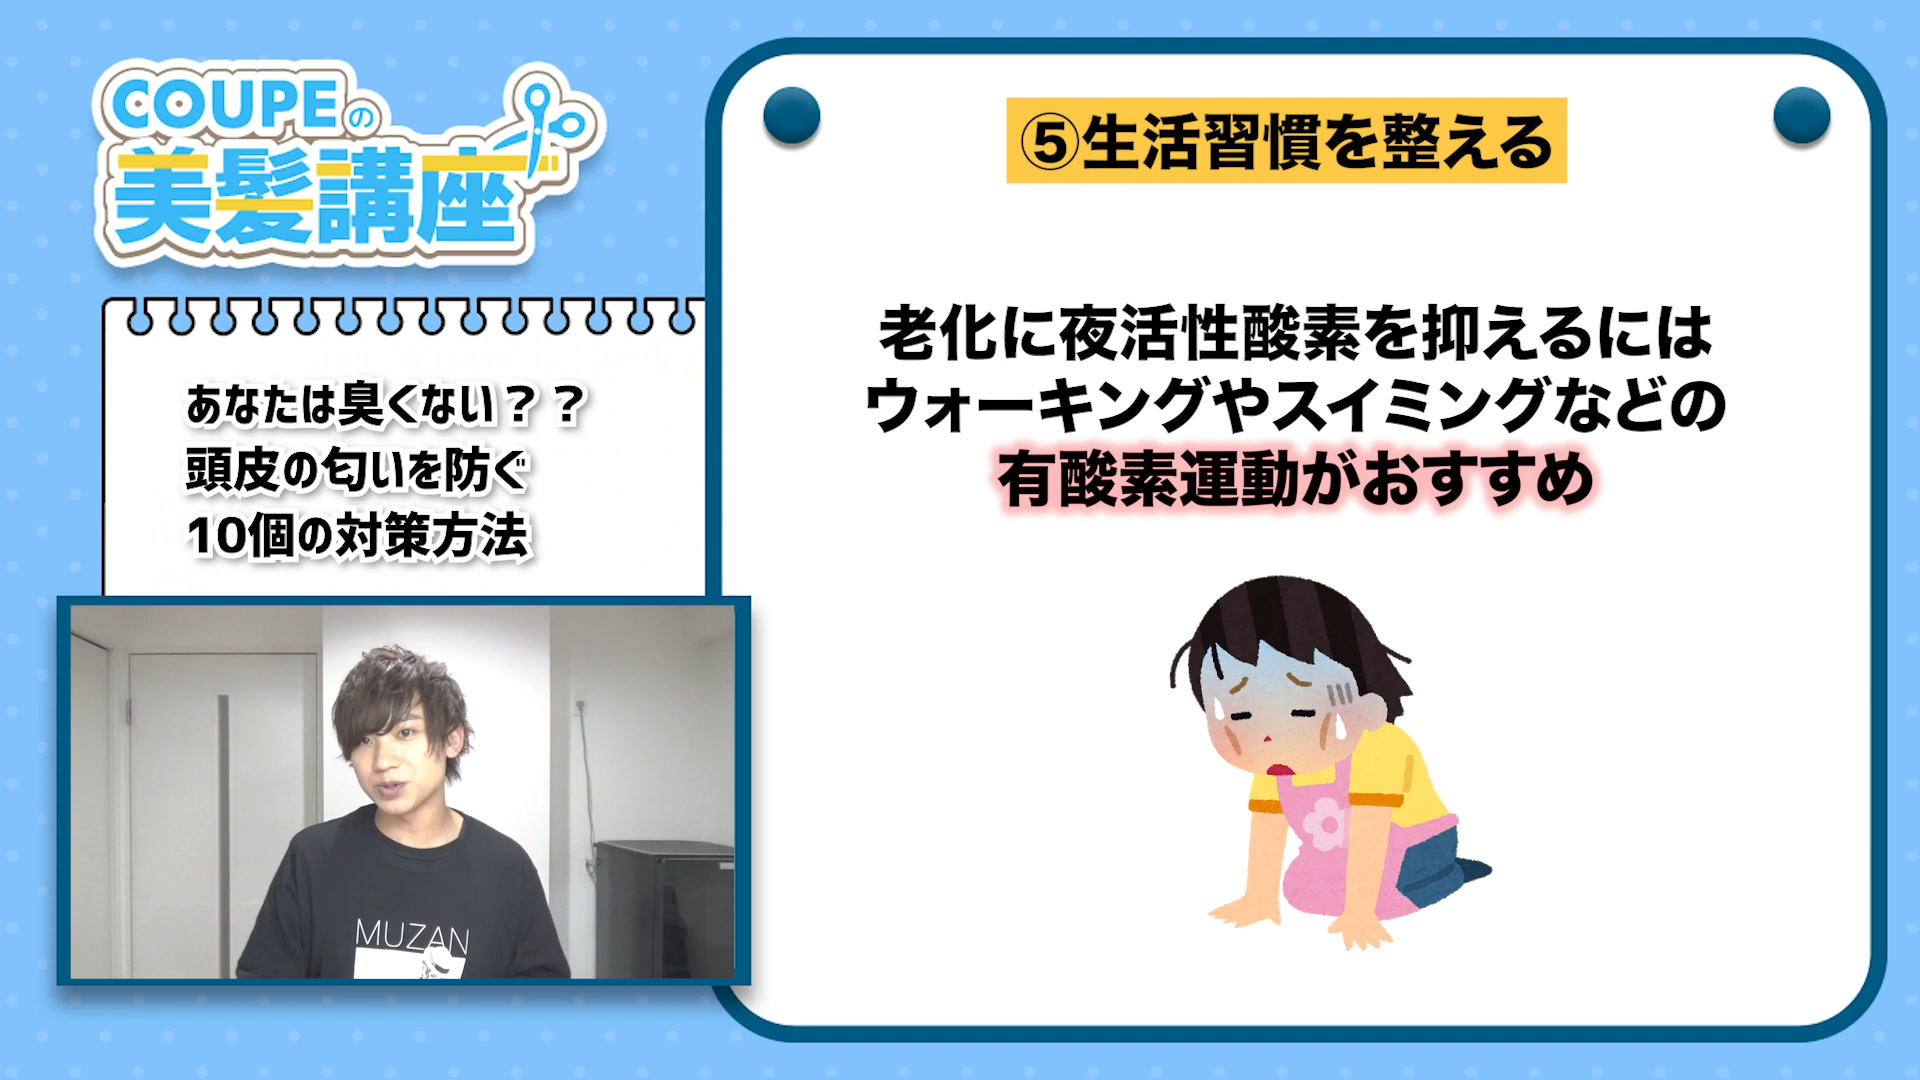 COUPEの
美髪講座
あなたは臭くない？？
頭皮の匂いを防ぐ
10個の対策方法
MUZAN
⑤生活習慣を整える
老化に夜活性酸素を抑えるには
ウォーキングやスイミングなどの
有酸素運動がおすすめ